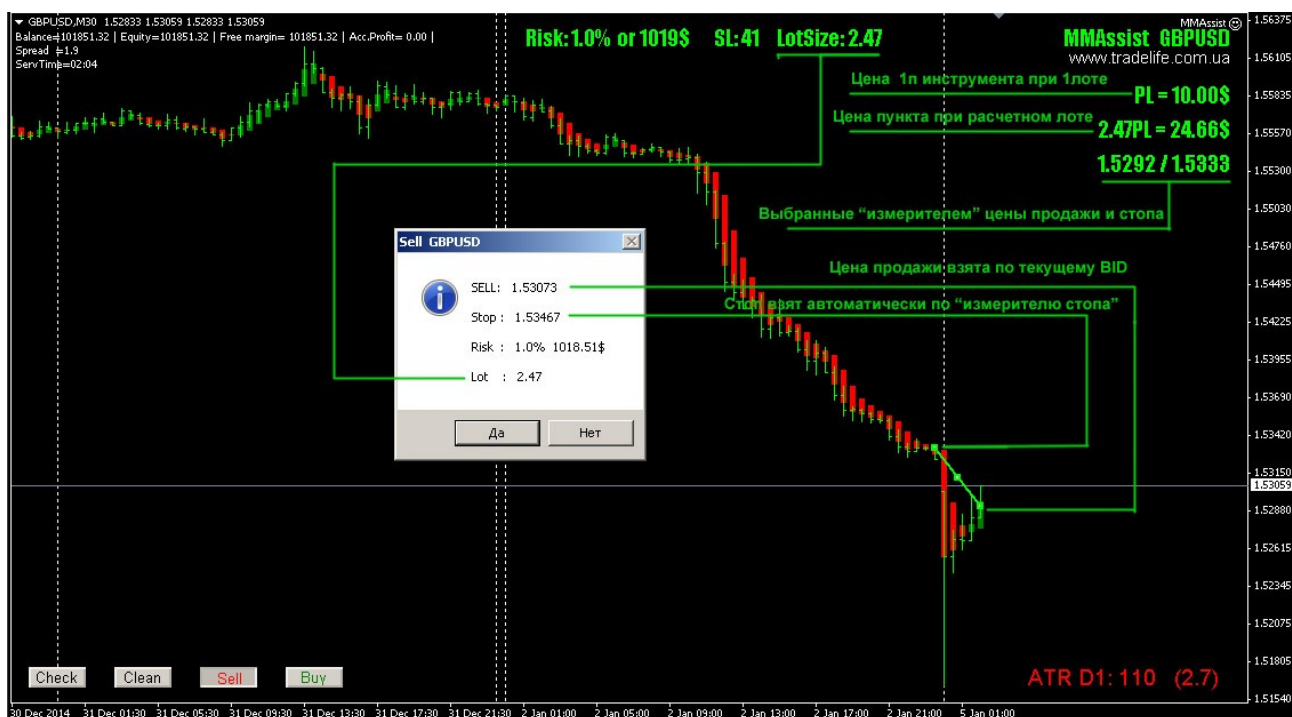 GBPUSD,M30 1.52833 1.53059 1.52833 1.53059
Balance=101851.32 | Equity=101851.32 | Free margin= 101851.32 | Acc.Profit= 0.00 |
Spread =1.9
ServTime=02:04
Risk:1.0% or 1019$ SL:41 LotSize:2.47
MMAssist
MMAssist GBPUSD
www.tradelife.com.ua
Цена 1п инструмента при 1лоте
PL = 10.00$
Цена пункта при расчетном лоте
2.47PL = 24.66$
1.5292 / 1.5333
Выбранные “измерителем” цены продажи и стопа
Цена продажи взята по текущему BID
Стоп взят автоматически по “измерителю стопа”
Sell GBPUSD
SELL: 1.53073
Stop : 1.53467
Risk : 1.0% 1018.51$
Lot : 2.47
Да Нет
1.56375
1.56105
1.55835
1.55570
1.55300
1.55030
1.54760
1.54495
1.54225
1.53955
1.53690
1.53420
1.53150
1.53059
1.52880
1.52615
1.52345
1.52075
1.51805
1.51540
Check Clean Sell Buy
ATR D1: 110 (2.7)
30 Dec 2014 31 Dec 01:30 31 Dec 05:30 31 Dec 09:30 31 Dec 13:30 31 Dec 17:30 31 Dec 21:30 2 Jan 01:00 2 Jan 05:00 2 Jan 09:00 2 Jan 13:00 2 Jan 17:00 2 Jan 21:00 5 Jan 01:00